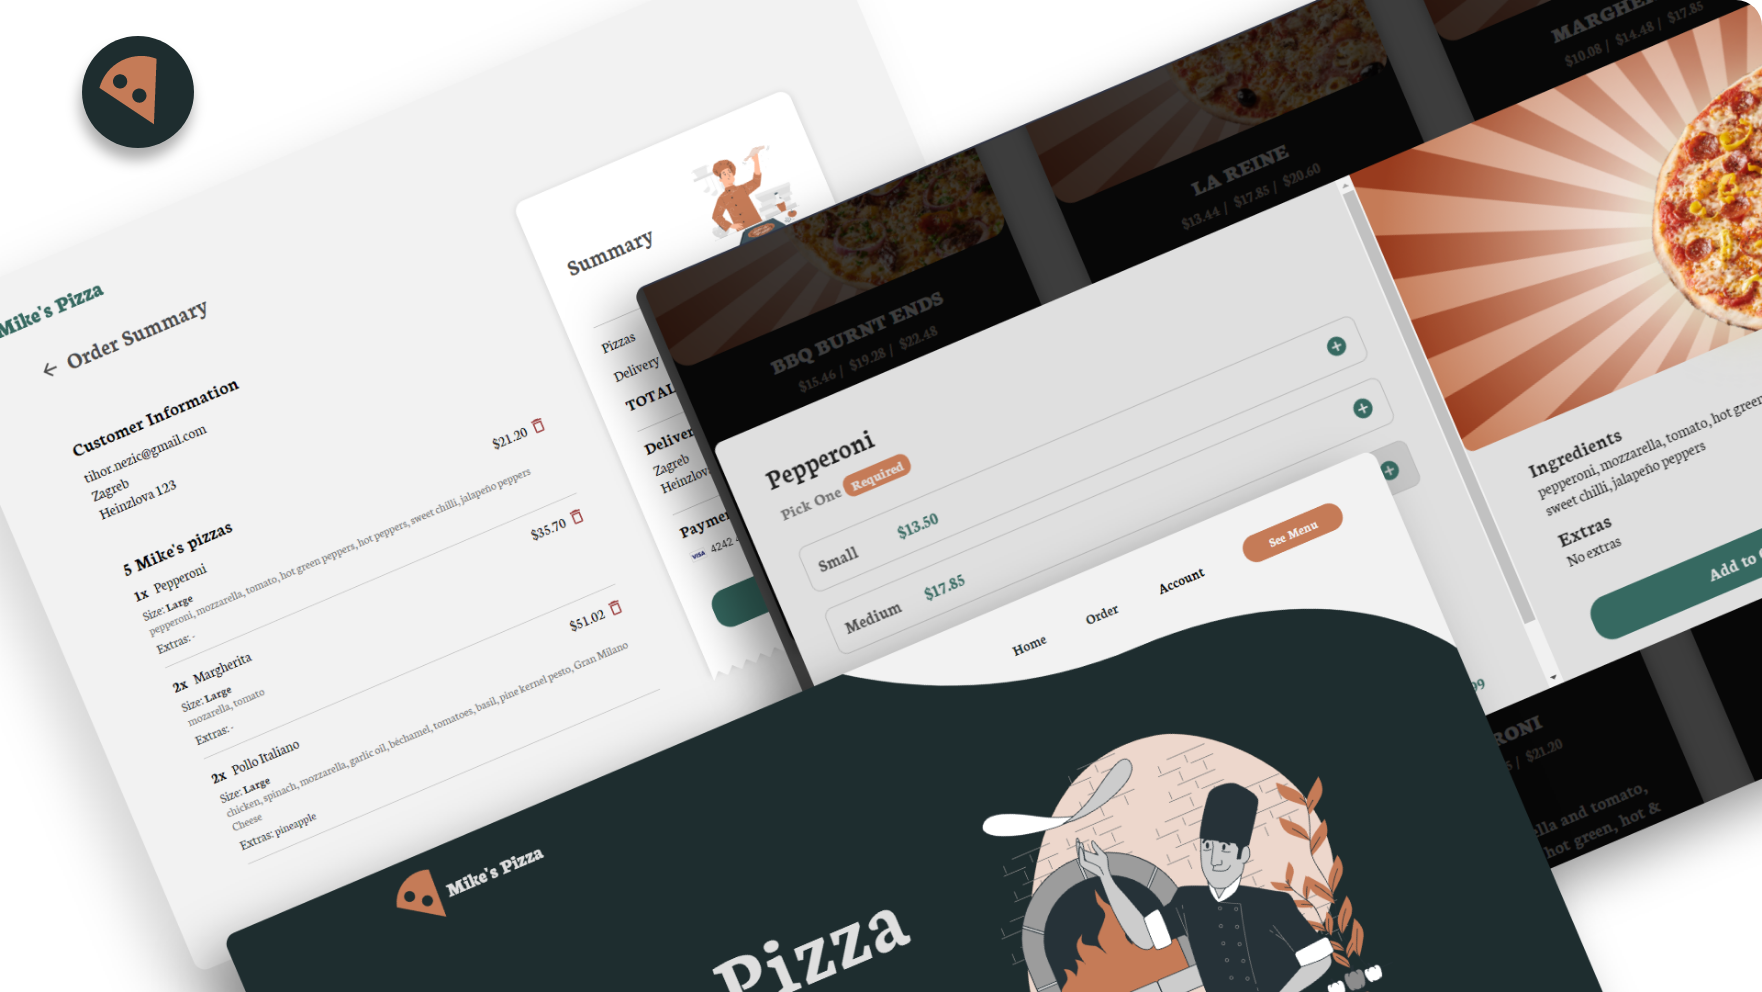 Mike's Pizza
Order Summary
Customer Information
tihor.nezic@gmail.com
Zagreb
Heinzlova 123
5 Mike's pizzas
1x Pepperoni
$21.20
Size: Large
pepperoni, mozzarella, tomato, hot green peppers, hot peppers, sweet chilli, jalapeño peppers
Extras: -
2x Margherita
$35.70
Size: Large
mozarella, tomato
Extras: -
2x Pollo Italiano
$51.02
Size: Large
chicken, spinach, mozzarella, garlic oil, béchamel, tomatoes, basil, pine kernel pesto, Gran Milano
Cheese
Extras: pineapple
Summary
Pizzas
Delivery
TOTAL
Deliver
Zagreb
Heinzlov
Paymen
VISA 4242
BBQ BURNT ENDS
$15.46 / $19.28 / $22.48
LA REINE
$13.44 / $17.85 / $20.60
MARGHE
$10.08 / $14.48 / $17.85
Pepperoni
Pick One Required
Small $13.50
Medium $17.85
99
Ingredients
pepperoni, mozzarella, tomato, hot green
sweet chilli, jalapeño peppers
Extras
No extras
Add to
RONI
/ $21.20
ella and tomato,
hot green, hot &
Home
Order
Account
See Menu
Mike's Pizza
Pizza